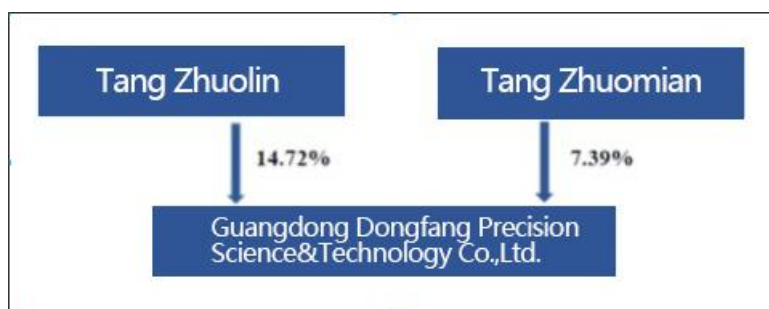 Tang Zhuolin
Tang Zhuomian
14.72%
7.39%
Guangdong Dongfang Precision
Science&Technology Co.,Ltd.